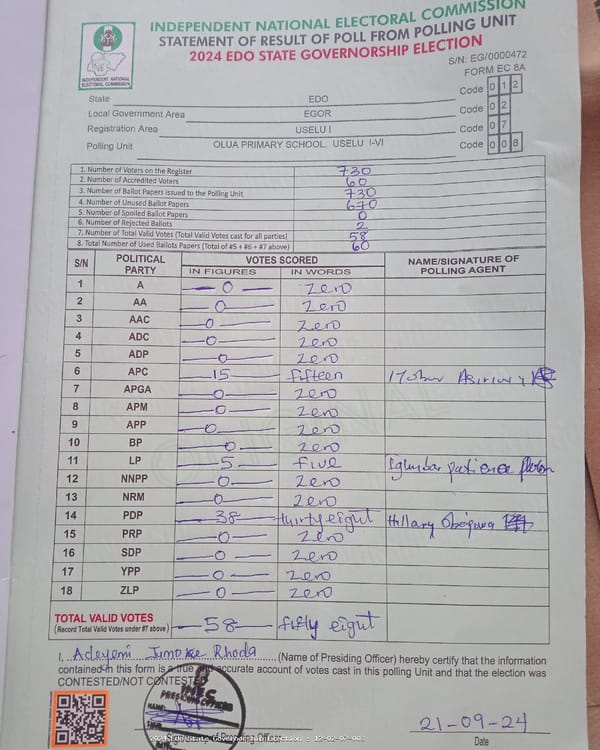 INDEPENDENT NATIONAL ELECTORAL COMMISSION
STATEMENT OF RESULT OF POLL FROM POLLING UNIT
2024 EDO STATE GOVERNORSHIP ELECTION
INDEPENDENT NATIONAL
ELECTORAL COMMISSION
S/N: EG/0000472
FORM EC 8A
State EDO Code 0 1 2
Local Government Area EGOR Code 0 2
Registration Area USELU I Code 0 7
Polling Unit OLUA PRIMARY SCHOOL, USELU I-VI Code 0 0 8
1. Number of Voters on the Register 730
2. Number of Accredited Voters 60
3. Number of Ballot Papers Issued to the Polling Unit 730
4. Number of Unused Ballot Papers 670
5. Number of Spoiled Ballot Papers 0
6. Number of Rejected Ballots 2
7. Number of Total Valid Votes (Total Valid Votes cast for all parties) 58
8. Total Number of Used Ballots Papers (Total of #5 + #6 + #7 above) 60
S/N POLITICAL PARTY VOTES SCORED NAME/SIGNATURE OF POLLING AGENT
IN FIGURES IN WORDS
1 A 0 Zero
2 AA 0 Zero
3 AAC 0 Zero
4 ADC 0 Zero
5 ADP 0 Zero
6 APC 15 fifteen
7 APGA 0 Zero
8 APM 0 Zero
9 APP 0 Zero
10 BP 0 Zero
11 LP 5 five patience
12 NNPP 0 Zero
13 NRM 0 Zero
14 PDP 38 thirty eight Hillary
15 PRP 0 Zero
16 SDP 0 Zero
17 YPP 0 Zero
18 ZLP 0 Zero
TOTAL VALID VOTES 58 fifty eight
(Record Total Valid Votes under #7 above)
I, Adeyemi Jimoke Rhoda (Name of Presiding Officer) hereby certify that the information
contained in this form is a true and accurate account of votes cast in this polling Unit and that the election was
CONTESTED/NOT CONTESTED
INEC
PRESIDING OFFICER
21-09-24
Date
2024 Edo State Governorship Election - 12-02-07-008